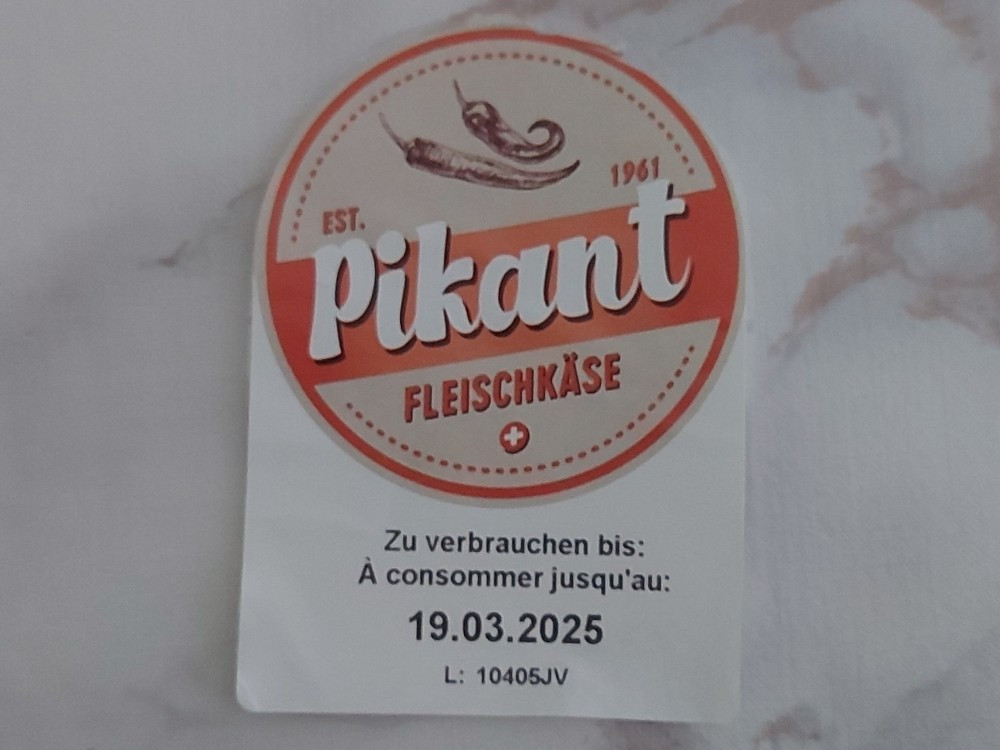 EST. 1961
Pikant
FLEISCHKÄSE
Zu verbrauchen bis:
À consommer jusqu'au:
19.03.2025
L: 10405JV